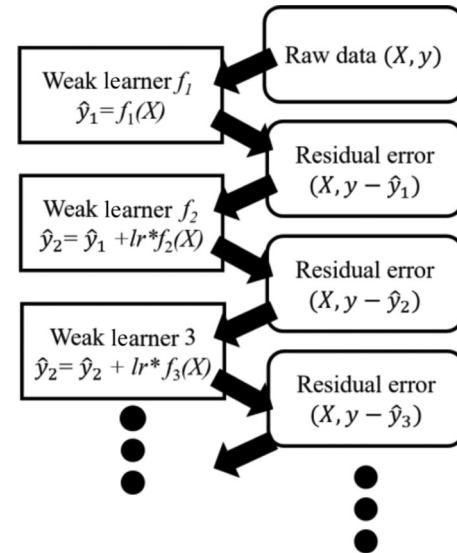 Raw data (X, y)
Weak learner f₁
ŷ₁= f₁(X)
Residual error
(X, y − ŷ₁)
Weak learner f₂
ŷ₂= ŷ₁ +lr*f₂(X)
Residual error
(X, y − ŷ₂)
Weak learner 3
ŷ₂= ŷ₂ + lr* f₃(X)
Residual error
(X, y − ŷ₃)